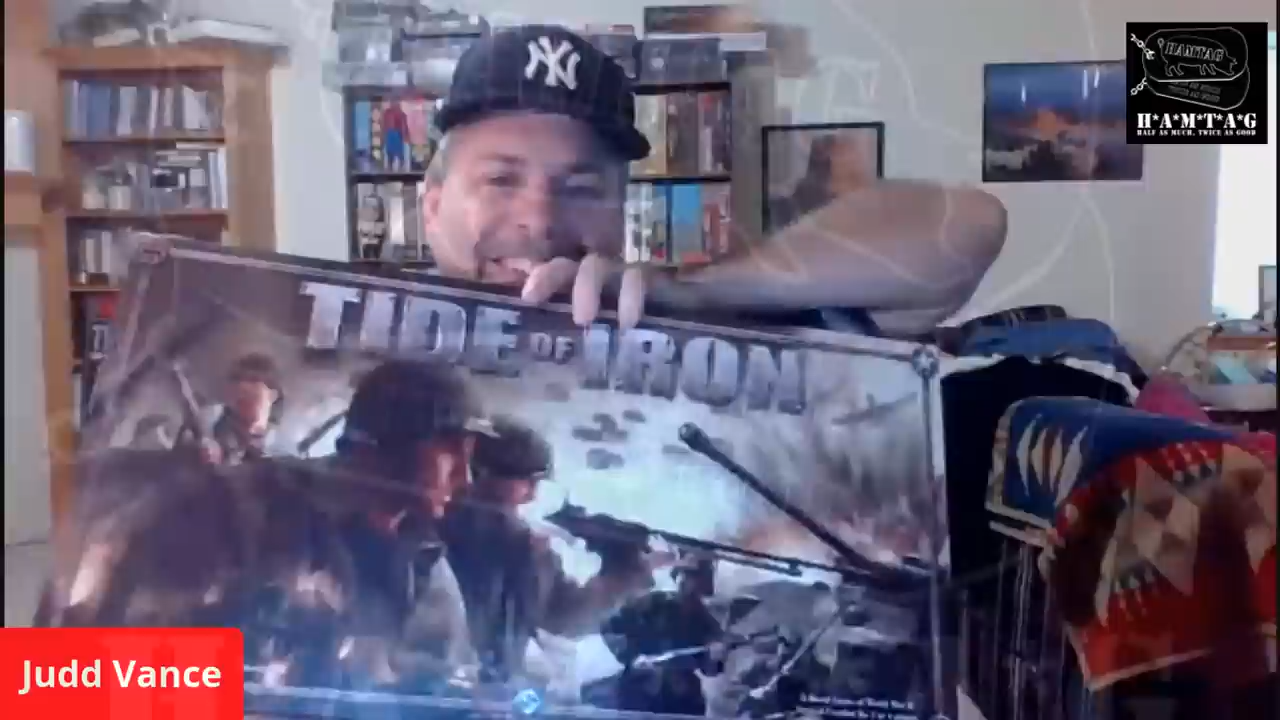 NY
HAMTAG
H*A*M*T*A*G
HALF AS MUCH, TWICE AS GOOD
TIDE OF IRON
Judd Vance